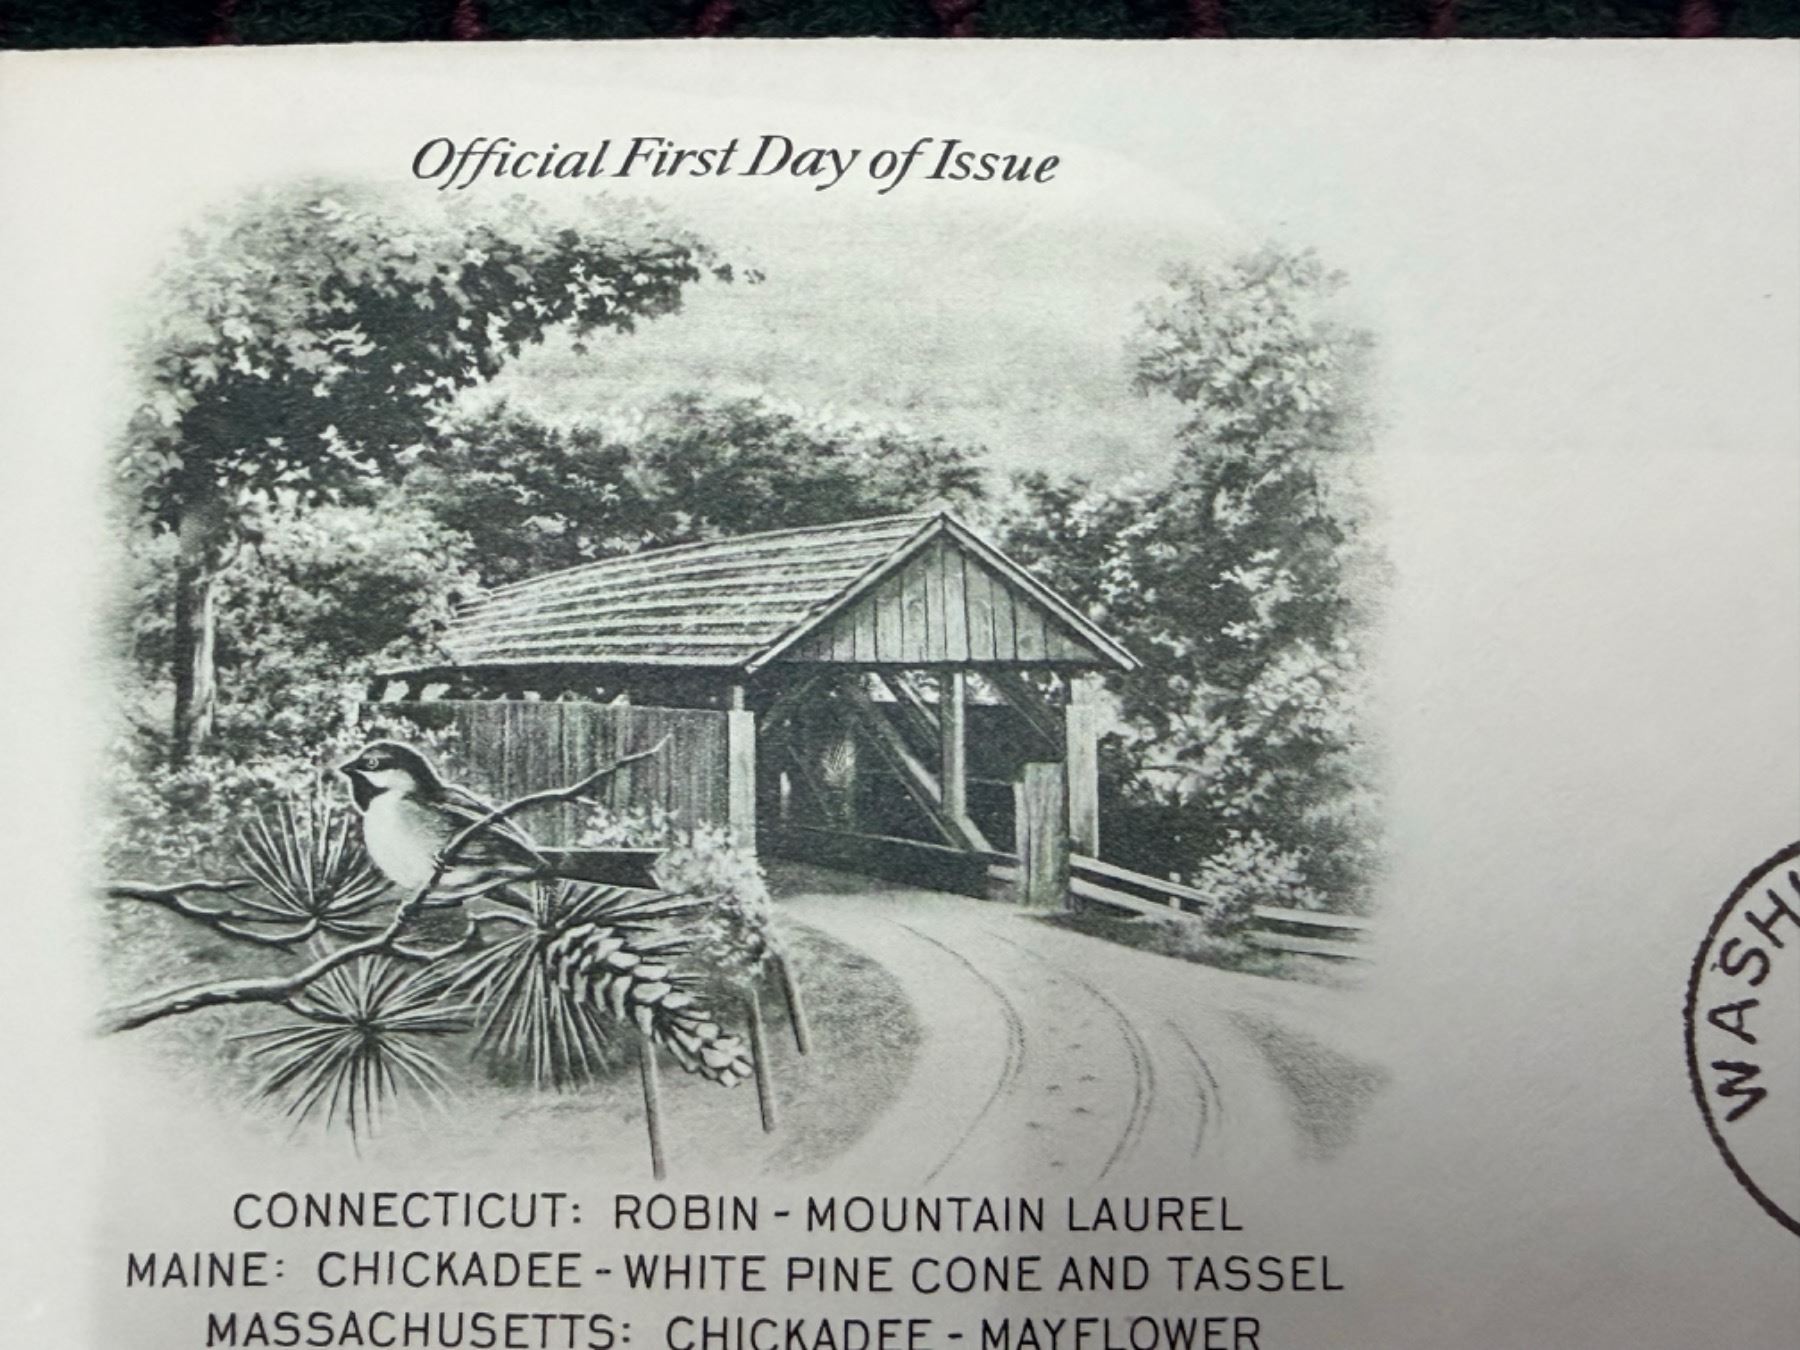 Official First Day of Issue
CONNECTICUT: ROBIN - MOUNTAIN LAUREL
MAINE: CHICKADEE - WHITE PINE CONE AND TASSEL
MASSACHUSETTS: CHICKADEE - MAYFLOWER
WASHI